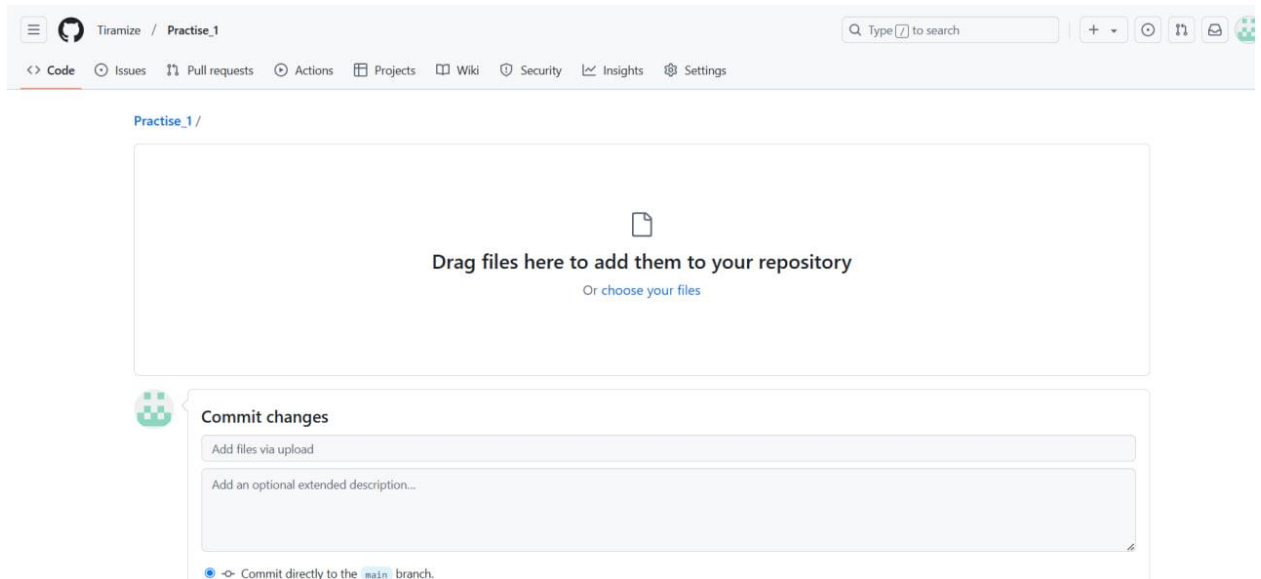 Tiramize / Practise_1
Type / to search
<> Code Issues Pull requests Actions Projects Wiki Security Insights Settings
Practise_1 /
Drag files here to add them to your repository
Or choose your files
Commit changes
Add files via upload
Add an optional extended description...
Commit directly to the main branch.